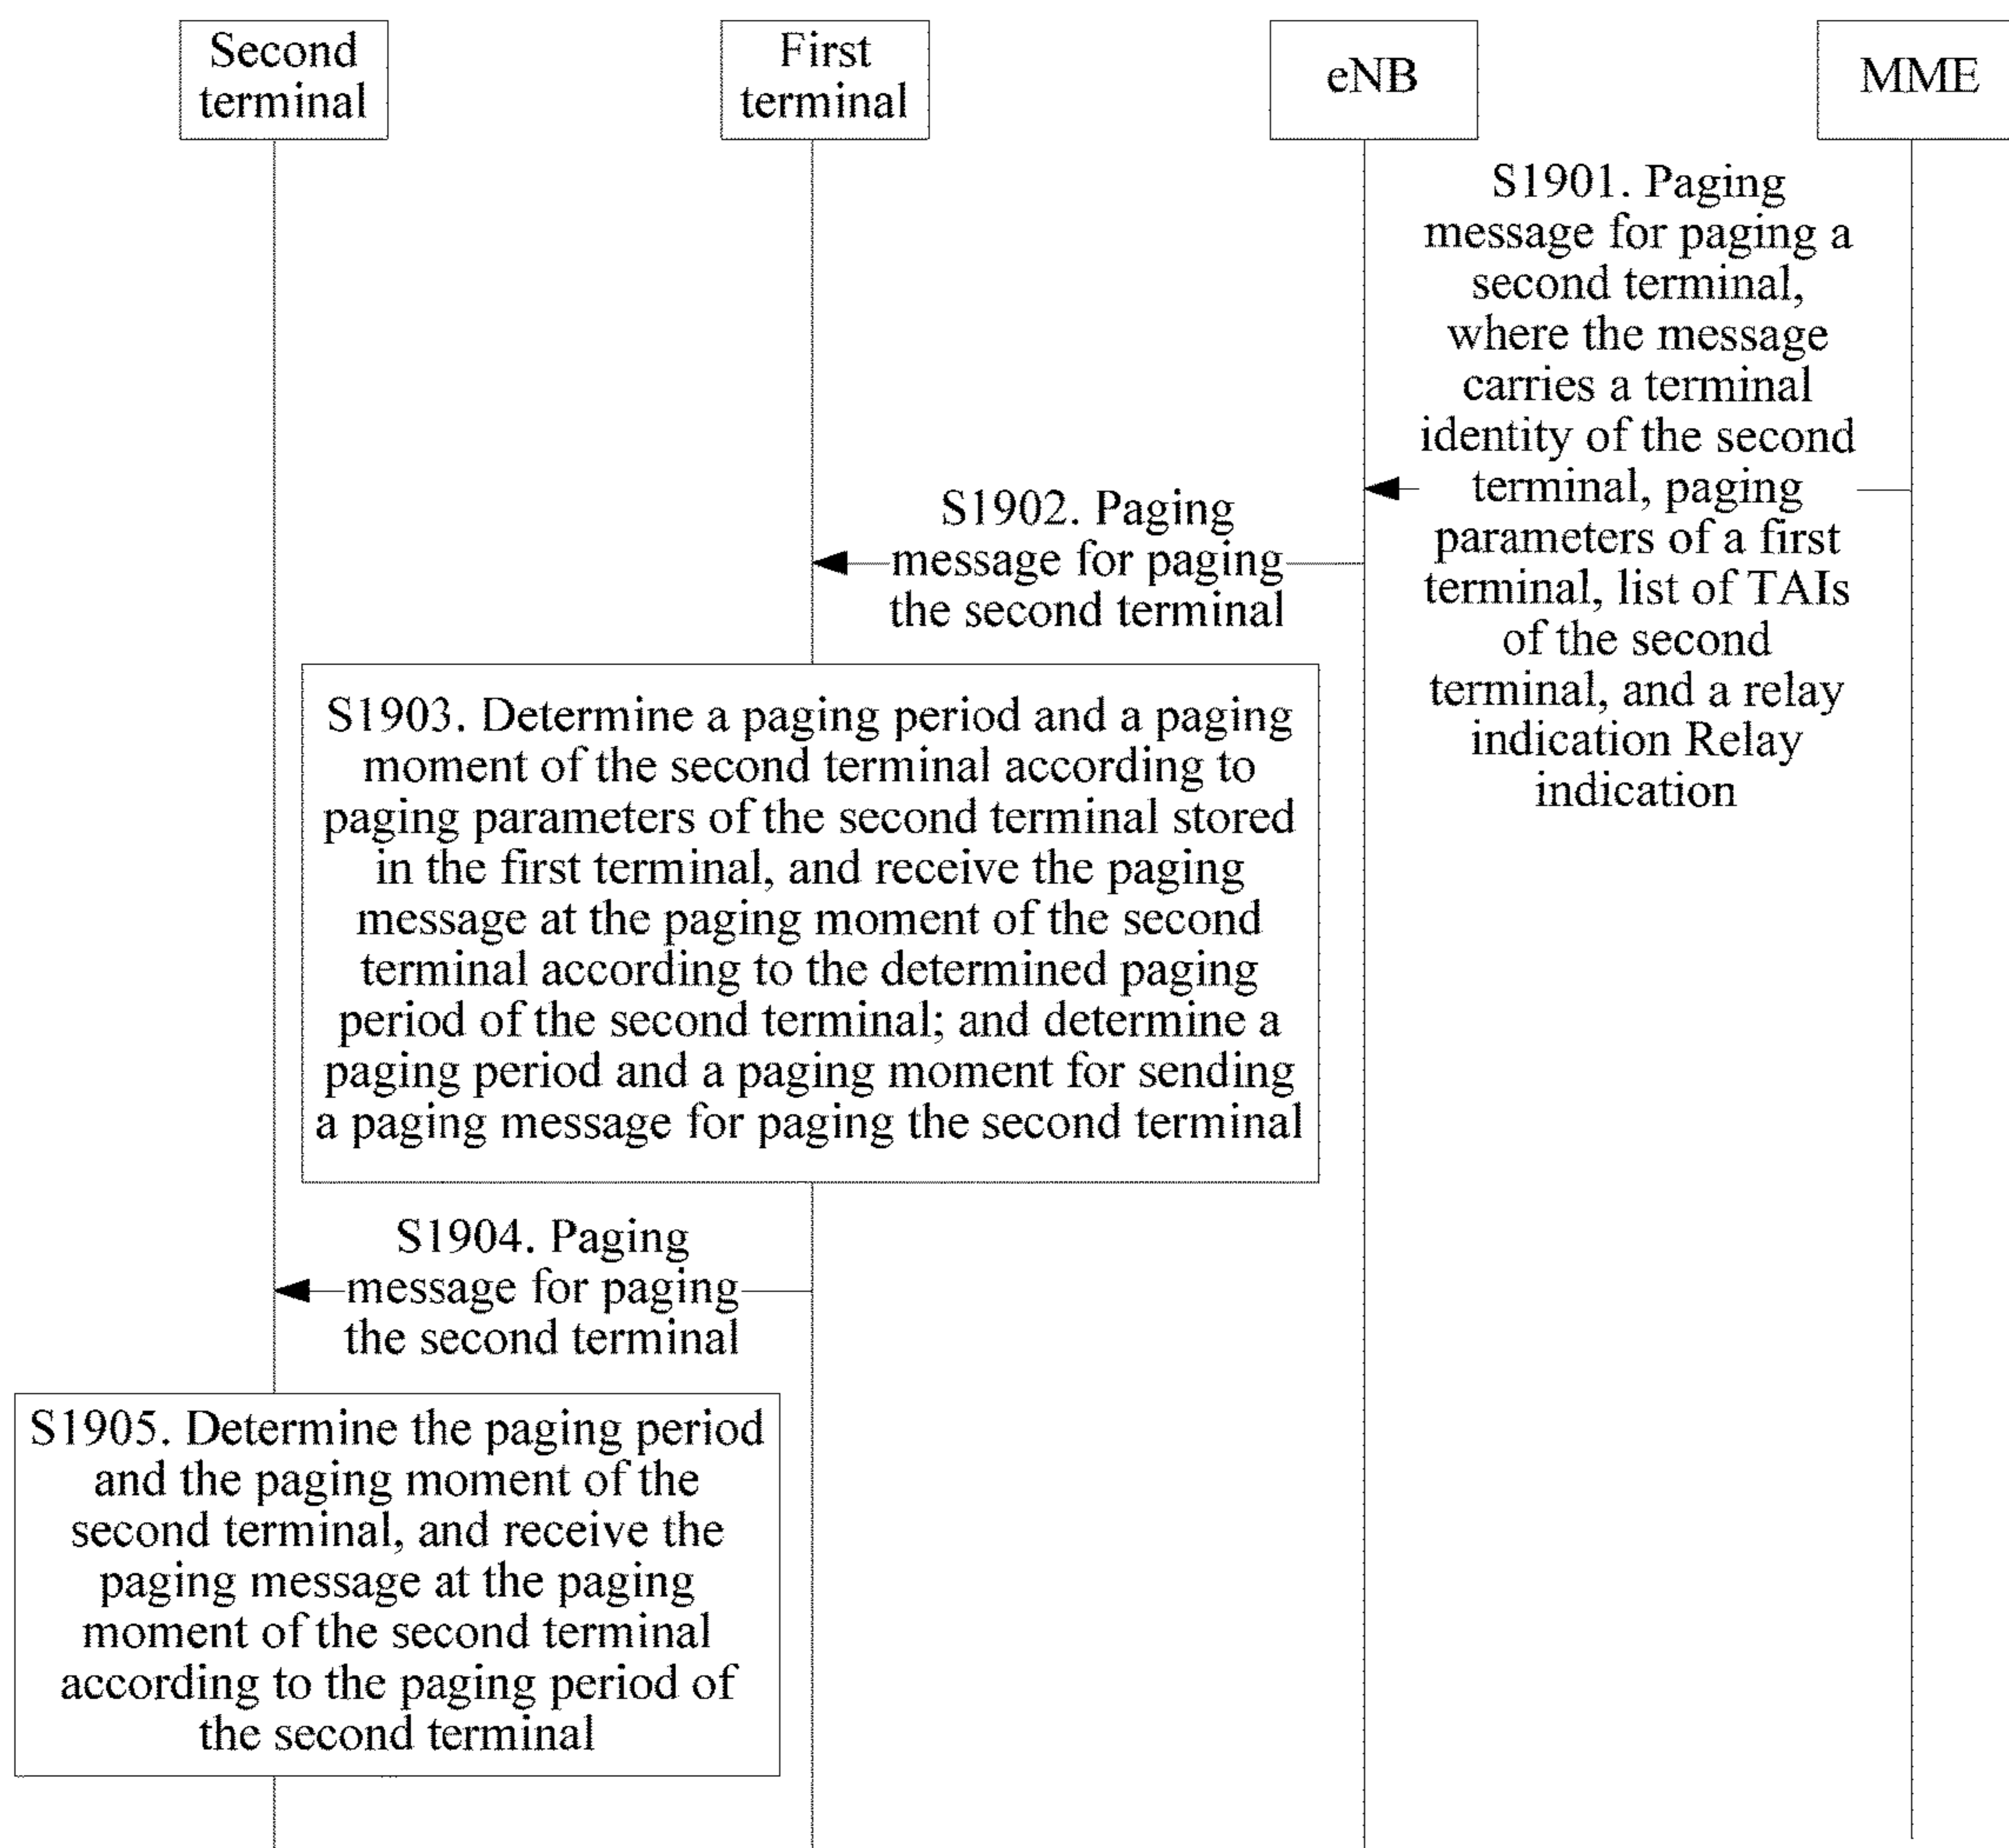 Second
terminal
First
terminal
eNB
MME
S1901. Paging
message for paging a
second terminal,
where the message
carries a terminal
identity of the second
terminal, paging
parameters of a first
terminal, list of TAIs
of the second
terminal, and a relay
indication Relay
indication
S1902. Paging
message for paging
the second terminal
S1903. Determine a paging period and a paging
moment of the second terminal according to
paging parameters of the second terminal stored
in the first terminal, and receive the paging
message at the paging moment of the second
terminal according to the determined paging
period of the second terminal; and determine a
paging period and a paging moment for sending
a paging message for paging the second terminal
S1904. Paging
message for paging
the second terminal
S1905. Determine the paging period
and the paging moment of the
second terminal, and receive the
paging message at the paging
moment of the second terminal
according to the paging period of
the second terminal